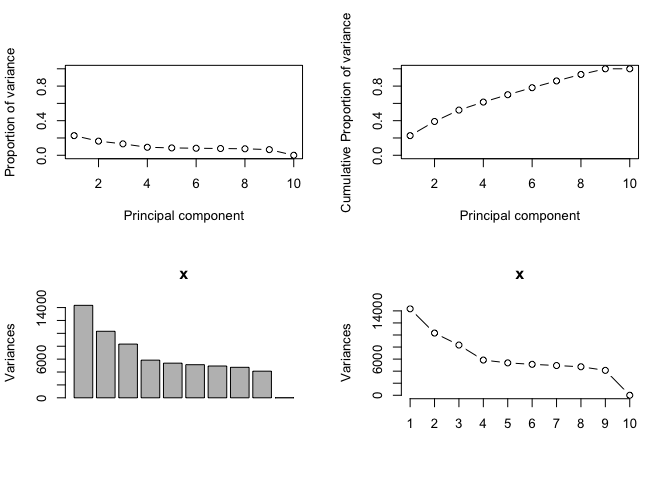 Proportion of variance
0.0 0.4 0.8
2 4 6 8 10
Principal component
Cumulative Proportion of variance
0.0 0.4 0.8
2 4 6 8 10
Principal component
x
Variances
0 6000 14000
x
Variances
0 6000 14000
1 2 3 4 5 6 7 8 9 10